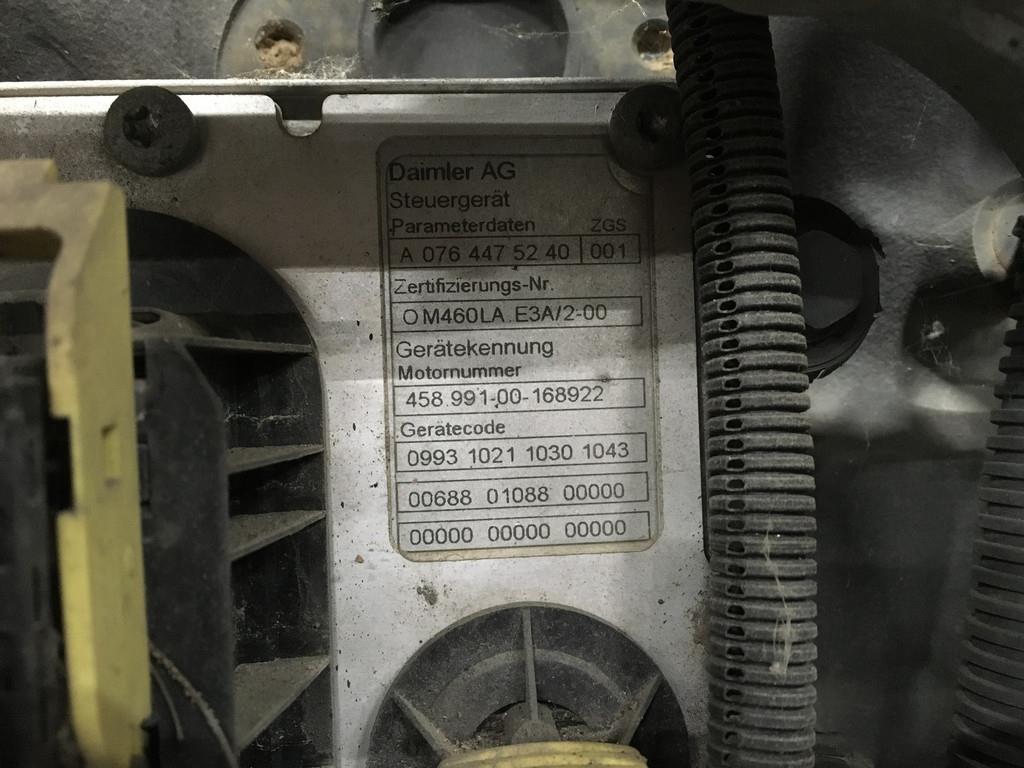 Daimler AG
Steuergerät
Parameterdaten ZGS
A 076 447 52 40 001
Zertifizierungs-Nr.
OM460LA.E3A/2-00
Gerätekennung
Motornummer
458.991-00-168922
Gerätecode
0993 1021 1030 1043
00688 01088 00000
00000 00000 00000